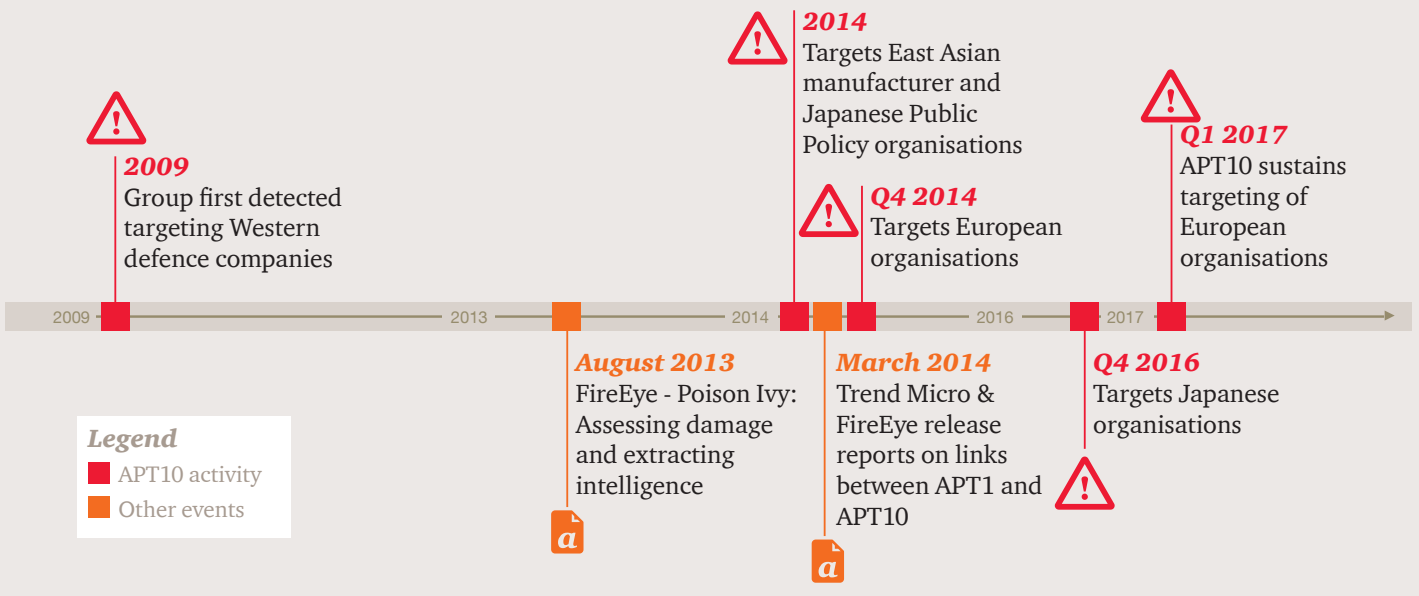 2014
Targets East Asian
manufacturer and
Japanese Public
Policy organisations
Q1 2017
APT10 sustains
targeting of
European
organisations
2009
Group first detected
targeting Western
defence companies
Q4 2014
Targets European
organisations
2009
2013
2014
2016
2017
August 2013
FireEye - Poison Ivy:
Assessing damage
and extracting
intelligence
a
March 2014
Trend Micro &
FireEye release
reports on links
between APT1 and
APT10
a
Q4 2016
Targets Japanese
organisations
Legend
APT10 activity
Other events